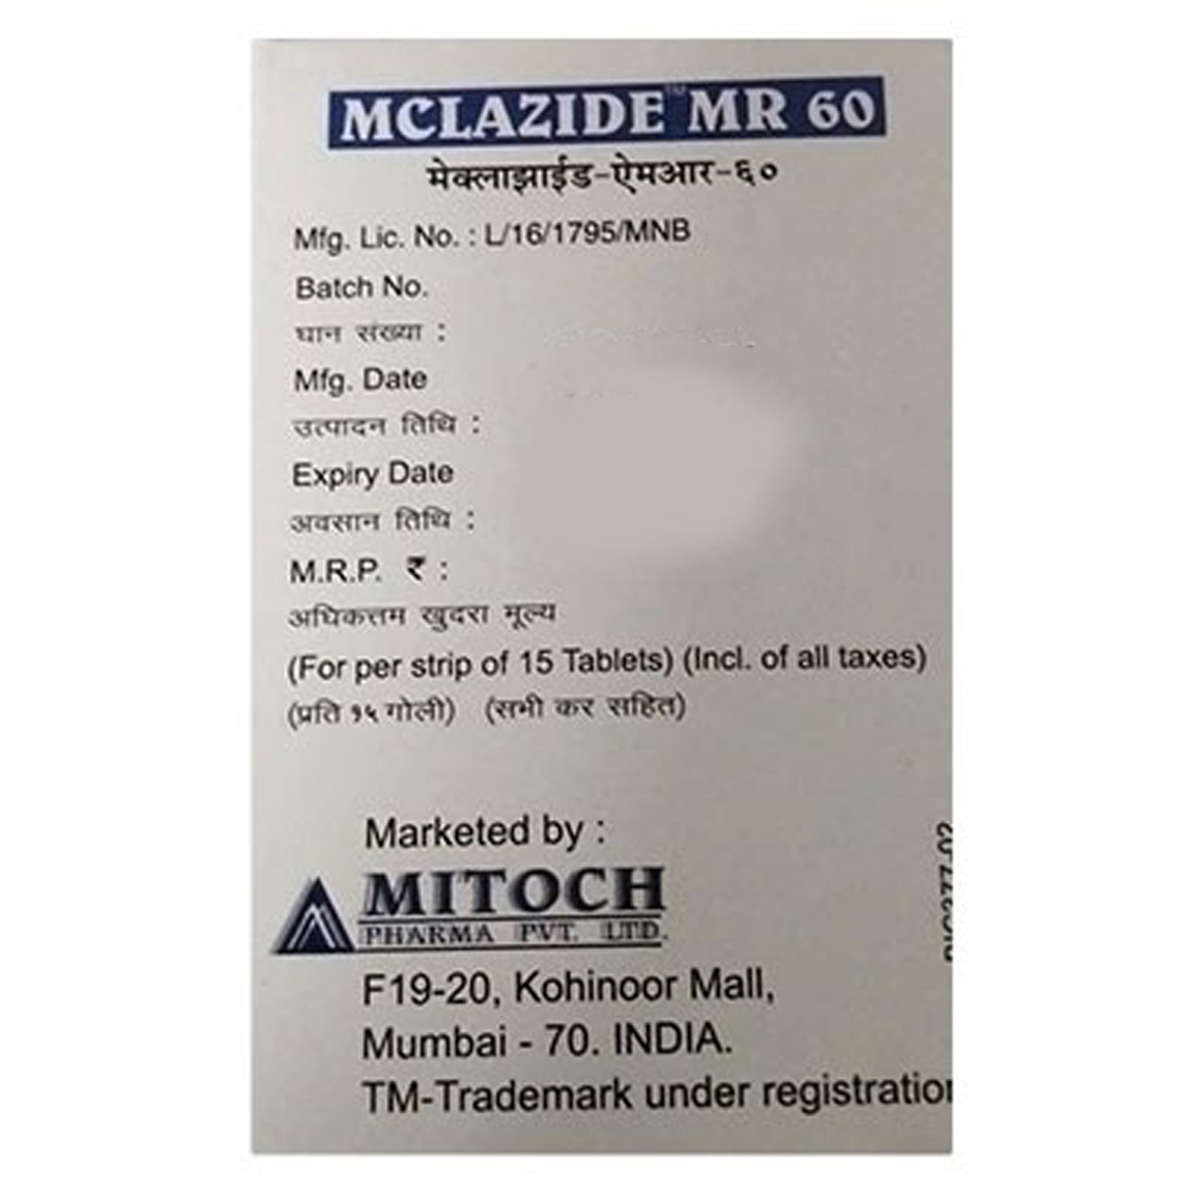 MCLAZIDE™ MR 60
मेक्लाझाईड-ऐमआर-६०
Mfg. Lic. No. : L/16/1795/MNB
Batch No.
घान संख्या :
Mfg. Date
उत्पादन तिथि :
Expiry Date
अवसान तिथि :
M.R.P. ₹ :
अधिकत्तम खुदरा मूल्य
(For per strip of 15 Tablets) (Incl. of all taxes)
(प्रति १५ गोली) (सभी कर सहित)
Marketed by :
MITOCH
PHARMA PVT. LTD.
F19-20, Kohinoor Mall,
Mumbai - 70. INDIA.
TM-Trademark under registration